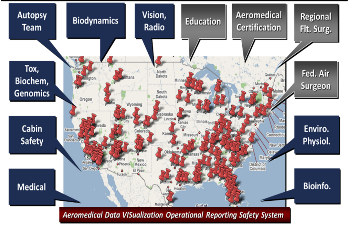 Autopsy
Team
Biodynamics
Vision,
Radio
Education
Aeromedical
Certification
Regional
Flt. Surg.
Tox,
Biochem,
Genomics
Fed. Air
Surgeon
Cabin
Safety
Enviro.
Physiol.
Medical
Bioinfo.
Aeromedical Data VISualization Operational Reporting Safety System